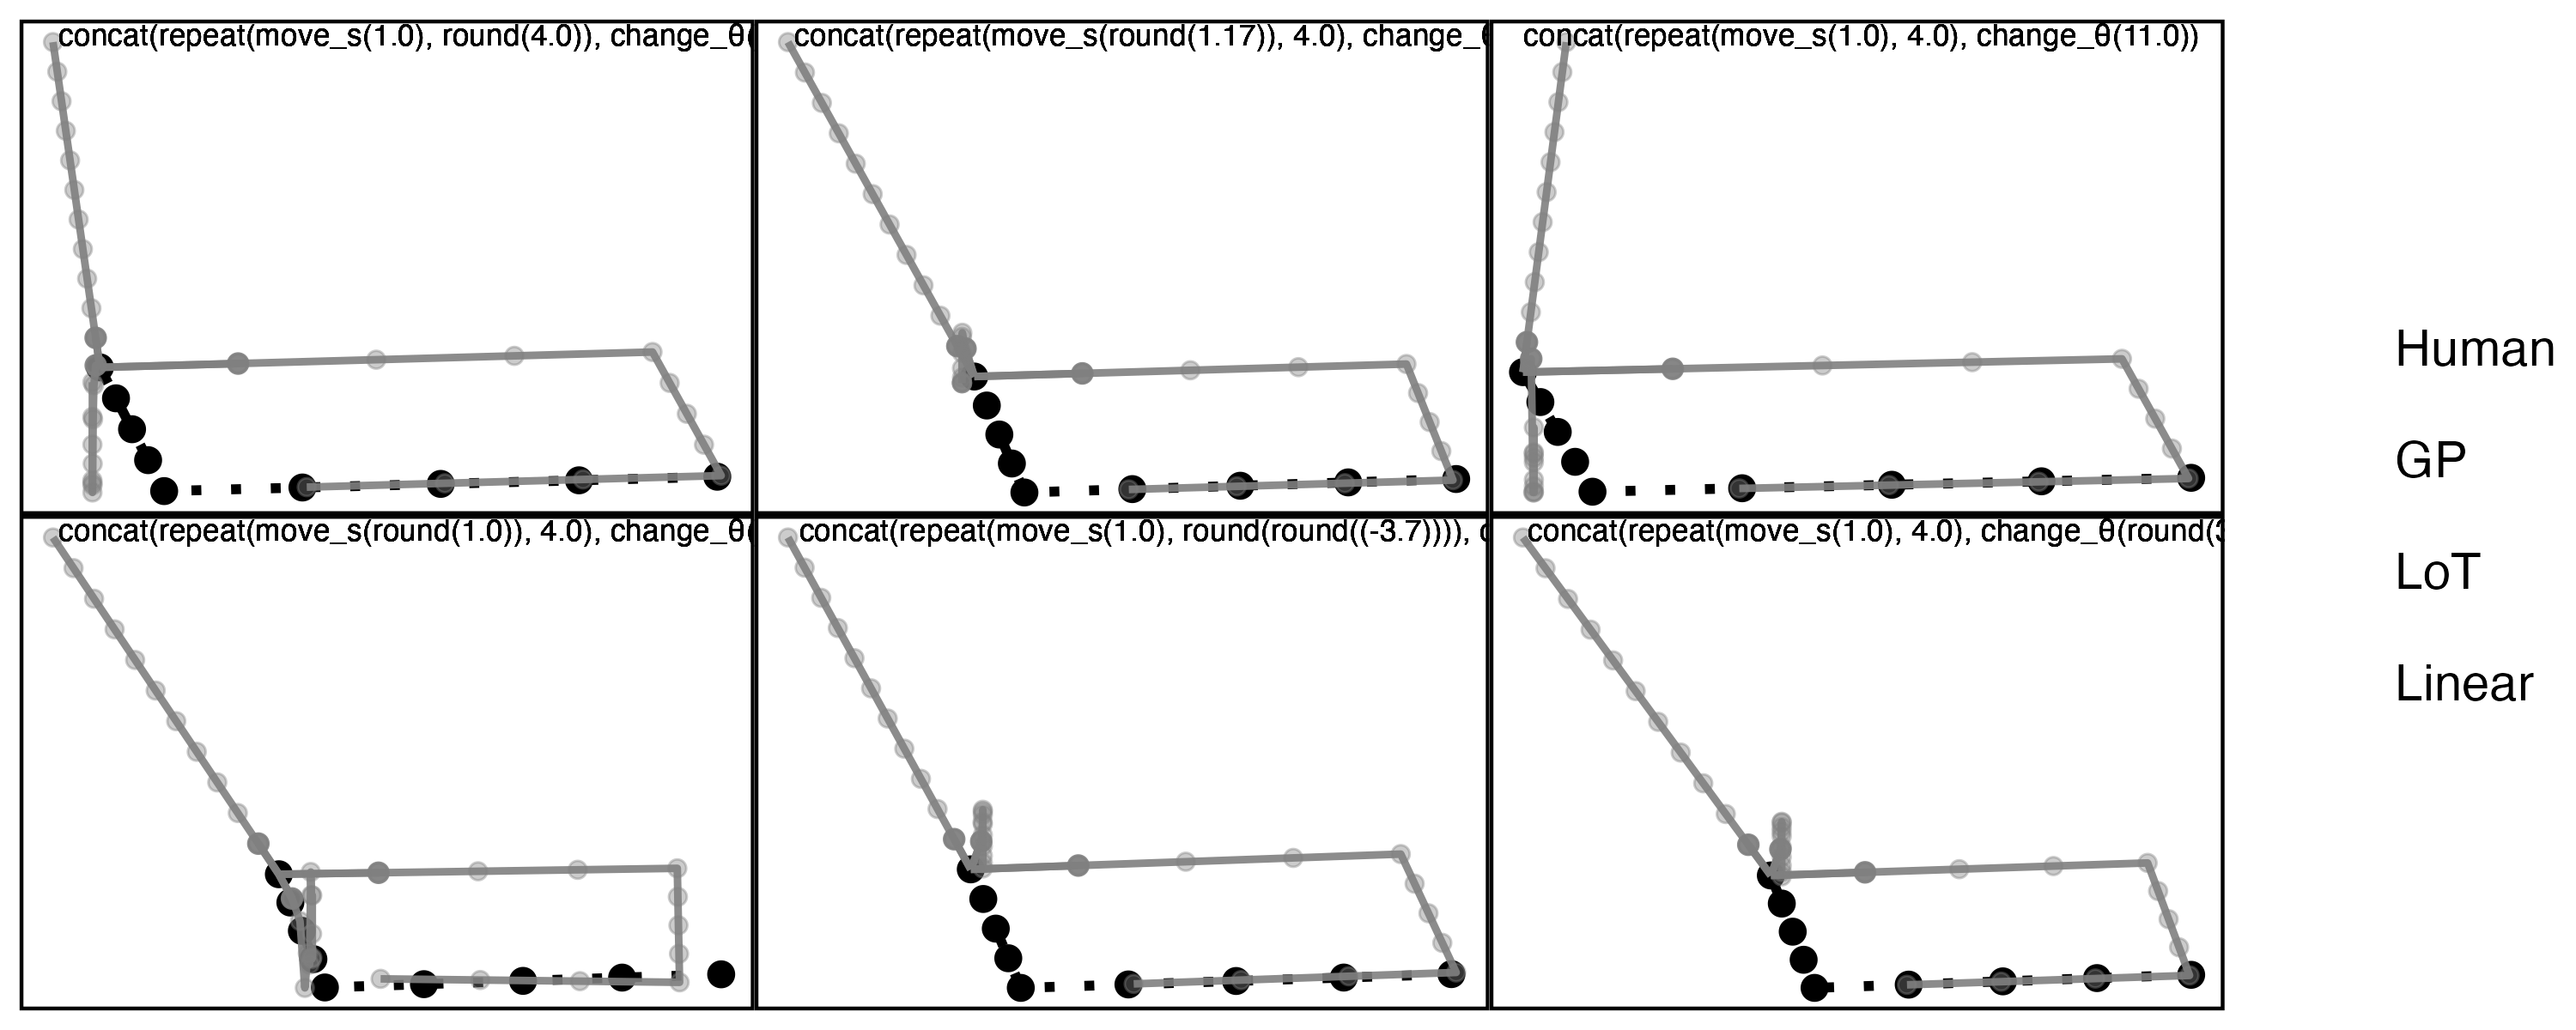 concat(repeat(move_s(1.0), round(4.0)), change_θ(
concat(repeat(move_s(round(1.17)), 4.0), change_θ
concat(repeat(move_s(1.0), 4.0), change_θ(11.0))
concat(repeat(move_s(round(1.0)), 4.0), change_θ(
concat(repeat(move_s(1.0), round(round((-3.7)))), c
concat(repeat(move_s(1.0), 4.0), change_θ(round(3
Human
GP
LoT
Linear